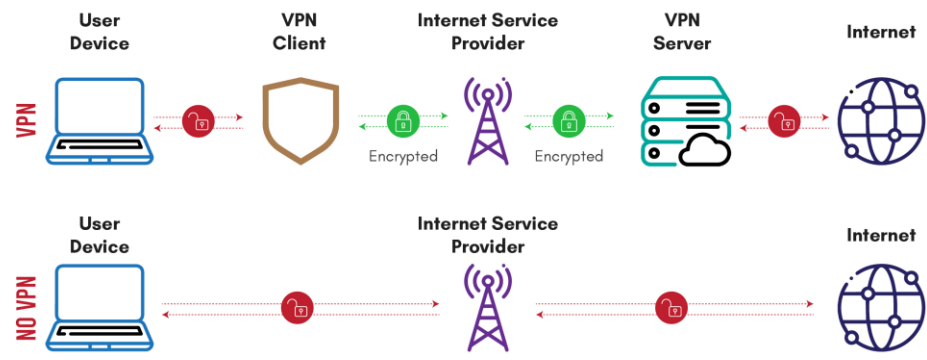 User
Device
VPN
Client
Internet Service
Provider
VPN
Server
Internet
VPN
Encrypted
Encrypted
User
Device
Internet Service
Provider
Internet
NO VPN